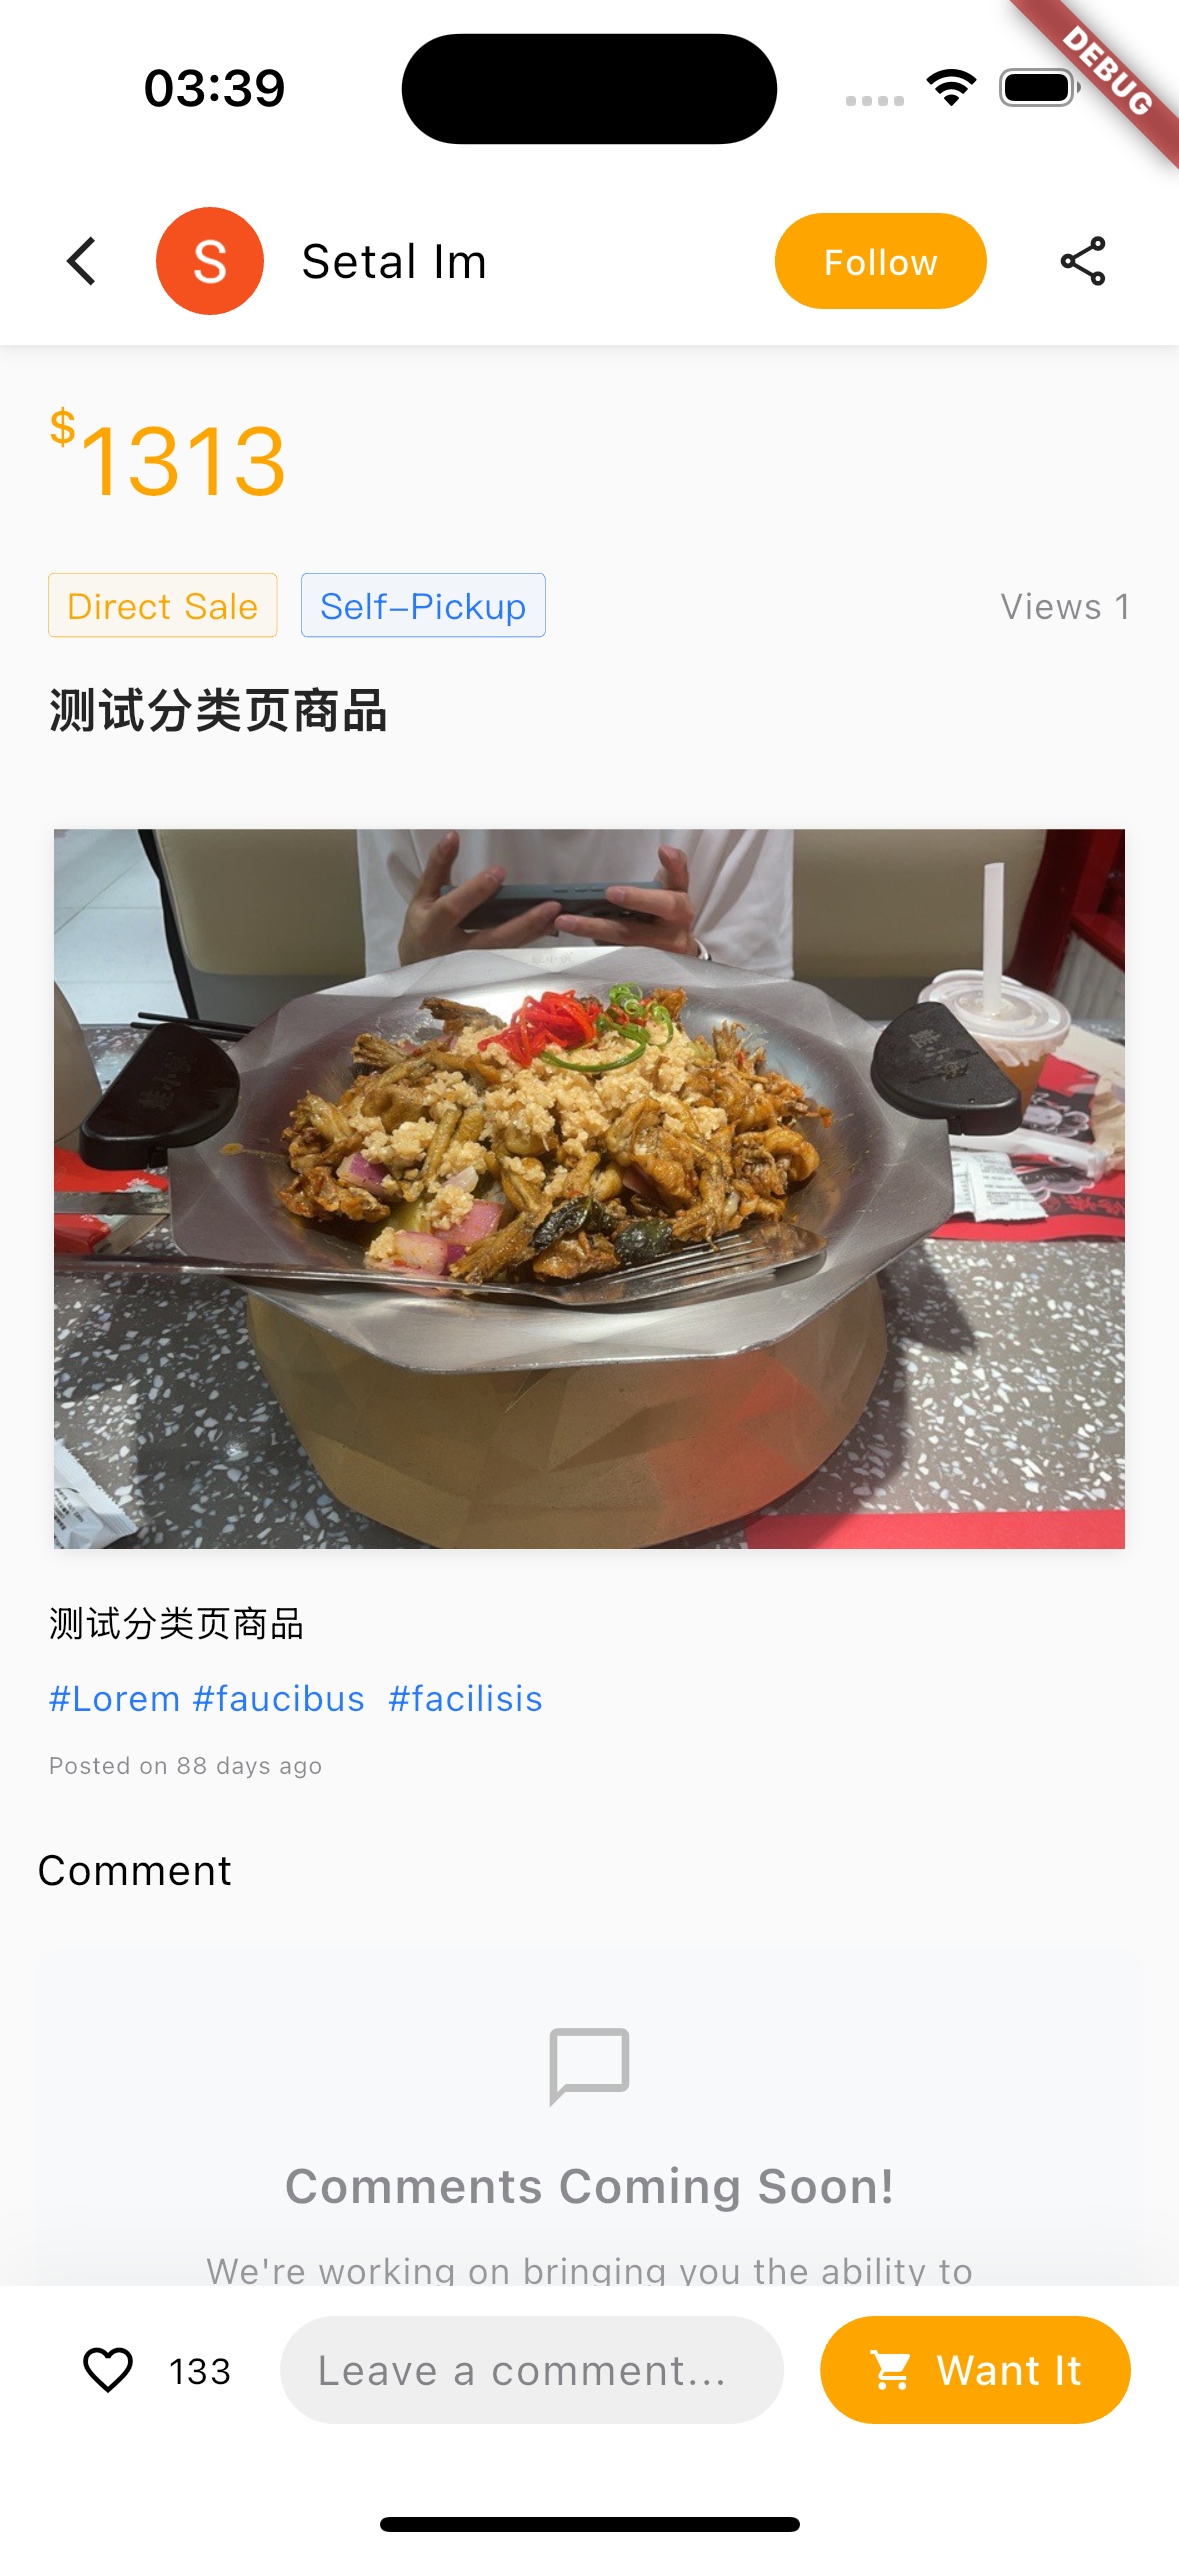 03:39
DEBUG
S
Setal Im
Follow
$1313
Direct Sale
Self-Pickup
Views 1
测试分类页商品
测试分类页商品
#Lorem #faucibus #facilisis
Posted on 88 days ago
Comment
Comments Coming Soon!
We're working on bringing you the ability to
133
Leave a comment...
Want It